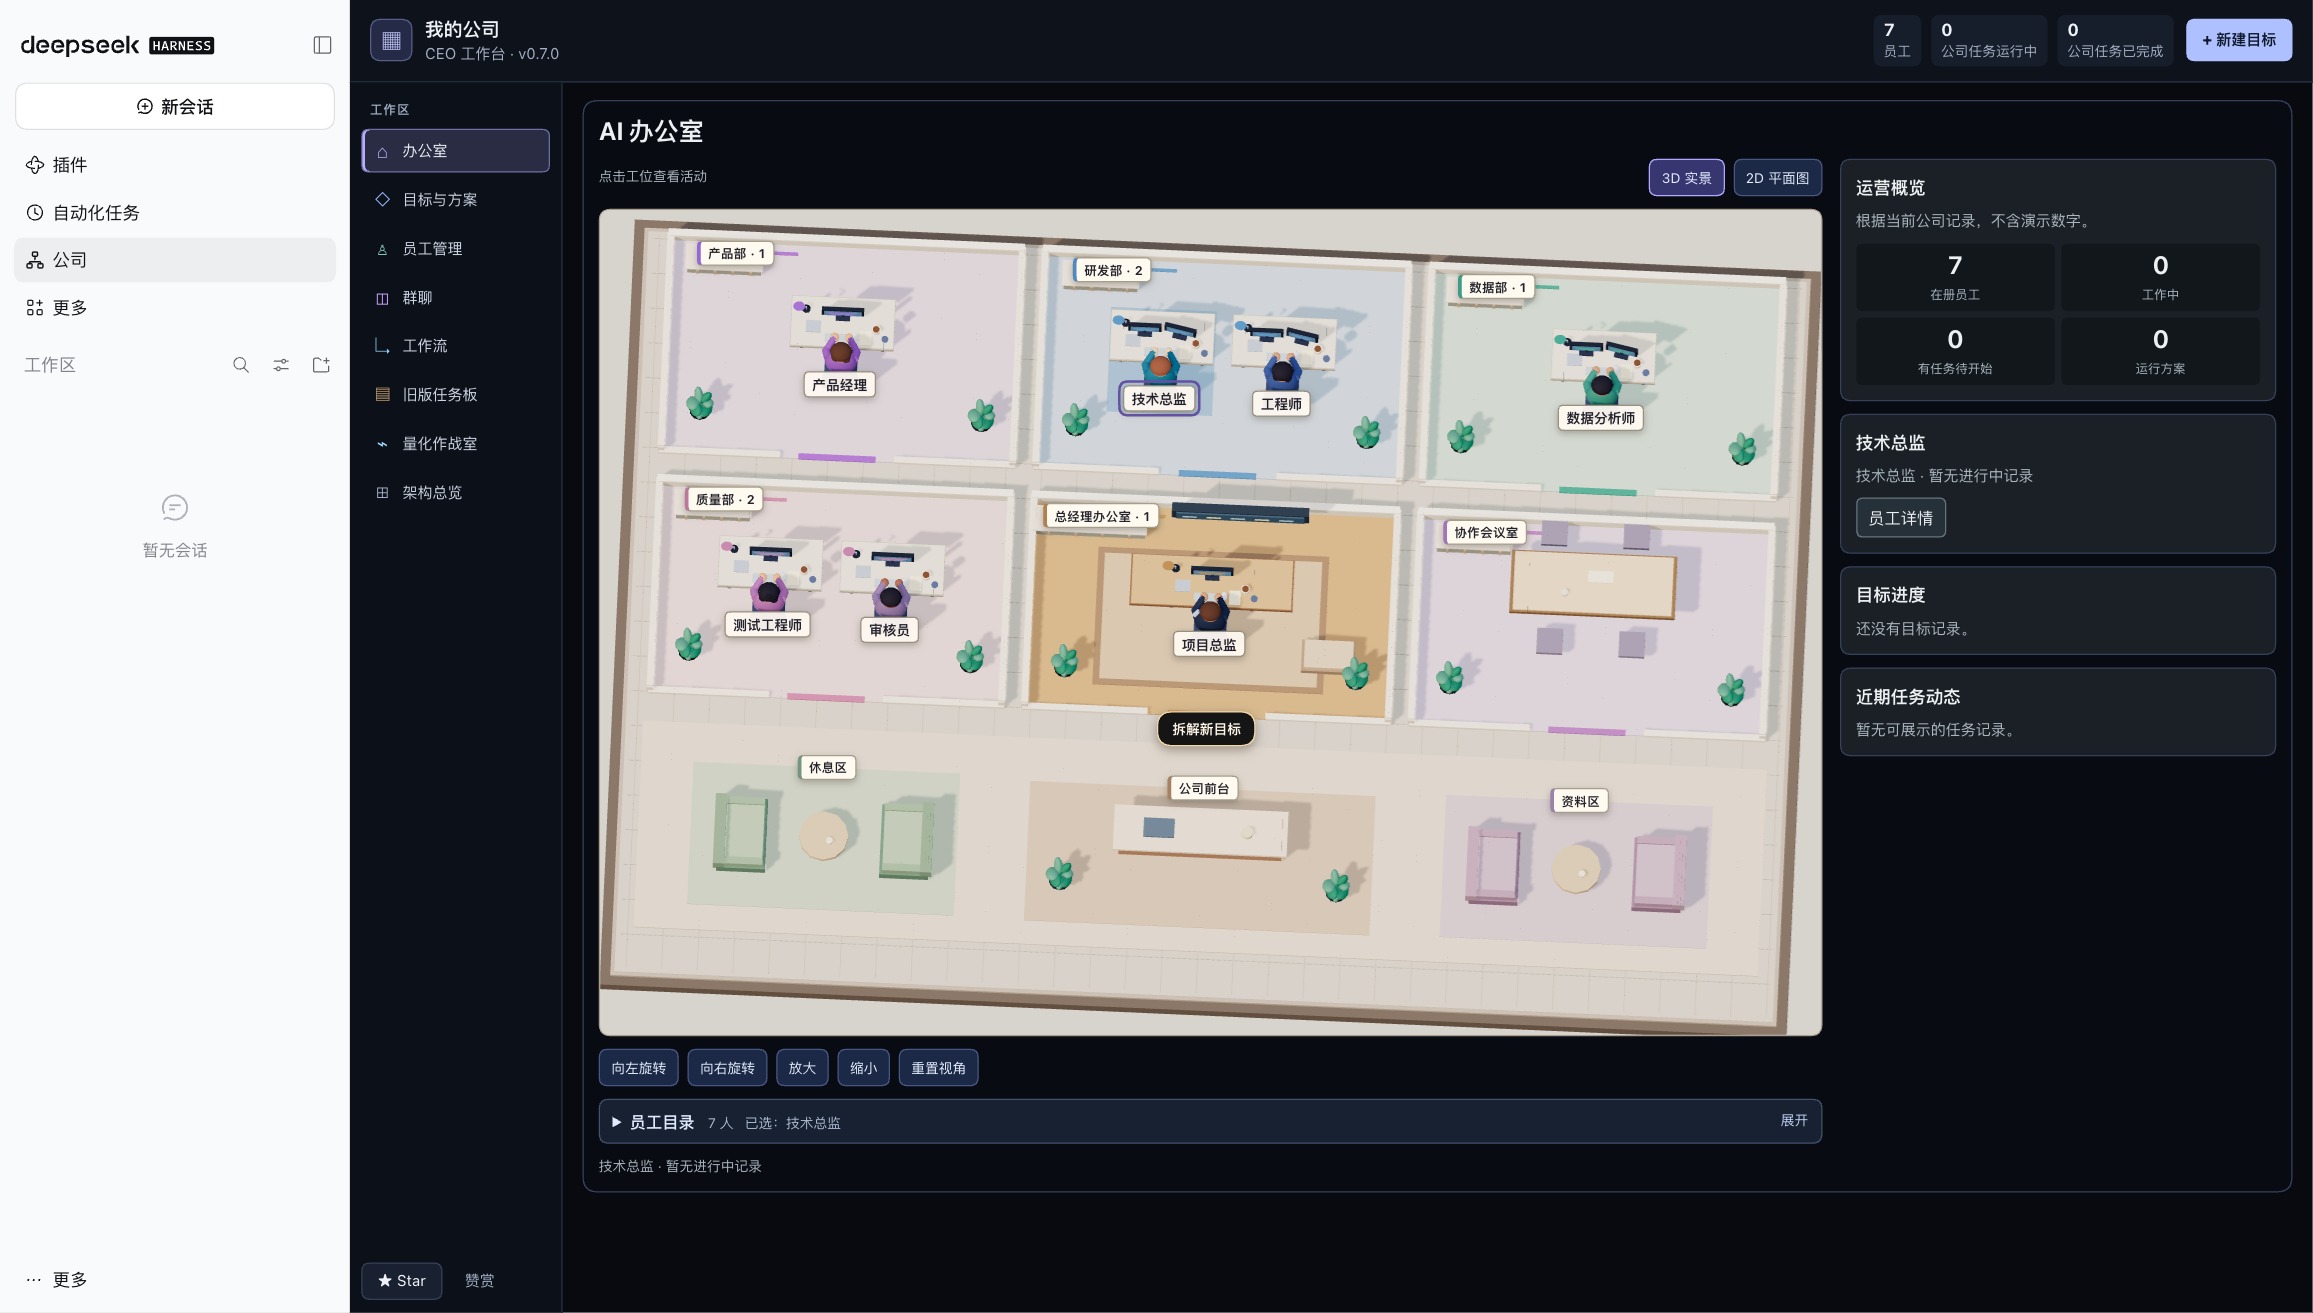 deepseek HARNESS
新会话
插件
自动化任务
公司
更多
工作区
暂无会话
更多
我的公司
CEO 工作台 · v0.7.0
7
员工
0
公司任务运行中
0
公司任务已完成
+ 新建目标
工作区
办公室
目标与方案
员工管理
群聊
工作流
旧版任务板
量化作战室
架构总览
★ Star
赞赏
AI 办公室
点击工位查看活动
3D 实景
2D 平面图
产品部 · 1
研发部 · 2
数据部 · 1
产品经理
技术总监
工程师
数据分析师
质量部 · 2
总经理办公室 · 1
协作会议室
测试工程师
审核员
项目总监
拆解新目标
休息区
公司前台
资料区
向左旋转
向右旋转
放大
缩小
重置视角
▶ 员工目录 7 人 已选：技术总监
展开
技术总监 · 暂无进行中记录
运营概览
根据当前公司记录，不含演示数字。
7
在册员工
0
工作中
0
有任务待开始
0
运行方案
技术总监
技术总监 · 暂无进行中记录
员工详情
目标进度
还没有目标记录。
近期任务动态
暂无可展示的任务记录。